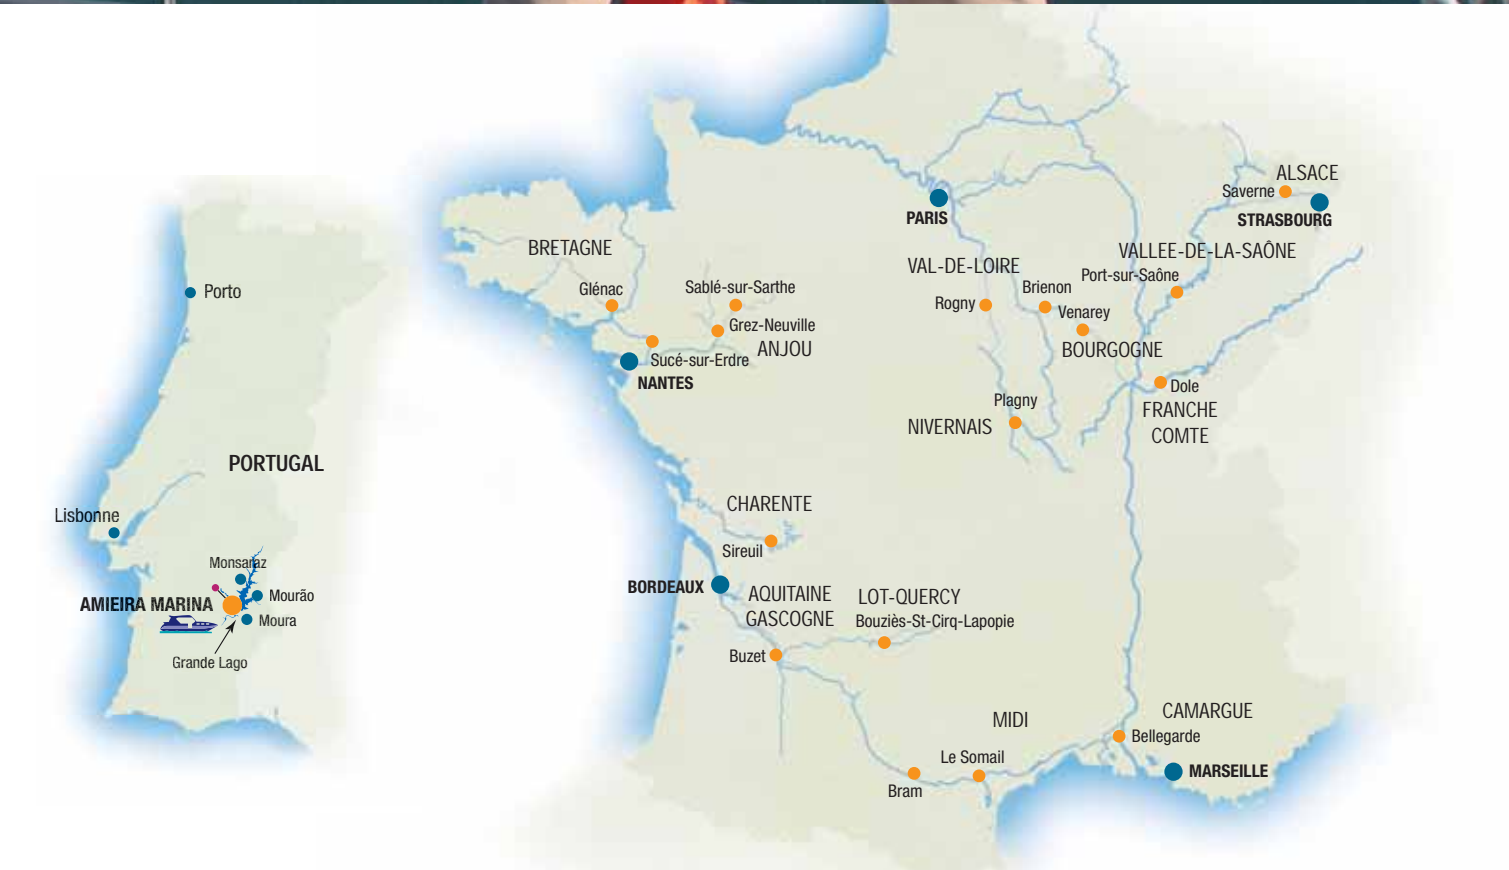 Porto
PORTUGAL
Lisbonne
Monsaraz
Mourão
AMIEIRA MARINA
Moura
Grande Lago
BRETAGNE
Glénac
Sablé-sur-Sarthe
Grez-Neuville
ANJOU
Sucé-sur-Erdre
NANTES
PARIS
ALSACE
Saverne
STRASBOURG
VALLEE-DE-LA-SAÔNE
VAL-DE-LOIRE
Port-sur-Saône
Brienon
Rogny
Venarey
BOURGOGNE
Dole
FRANCHE
COMTE
Plagny
NIVERNAIS
CHARENTE
Sireuil
BORDEAUX
AQUITAINE
GASCOGNE
LOT-QUERCY
Bouziès-St-Cirq-Lapopie
Buzet
MIDI
CAMARGUE
Bellegarde
Le Somail
MARSEILLE
Bram